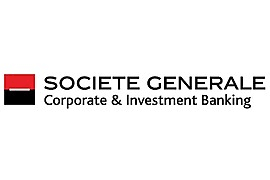 SOCIETE GENERALE
Corporate & Investment Banking